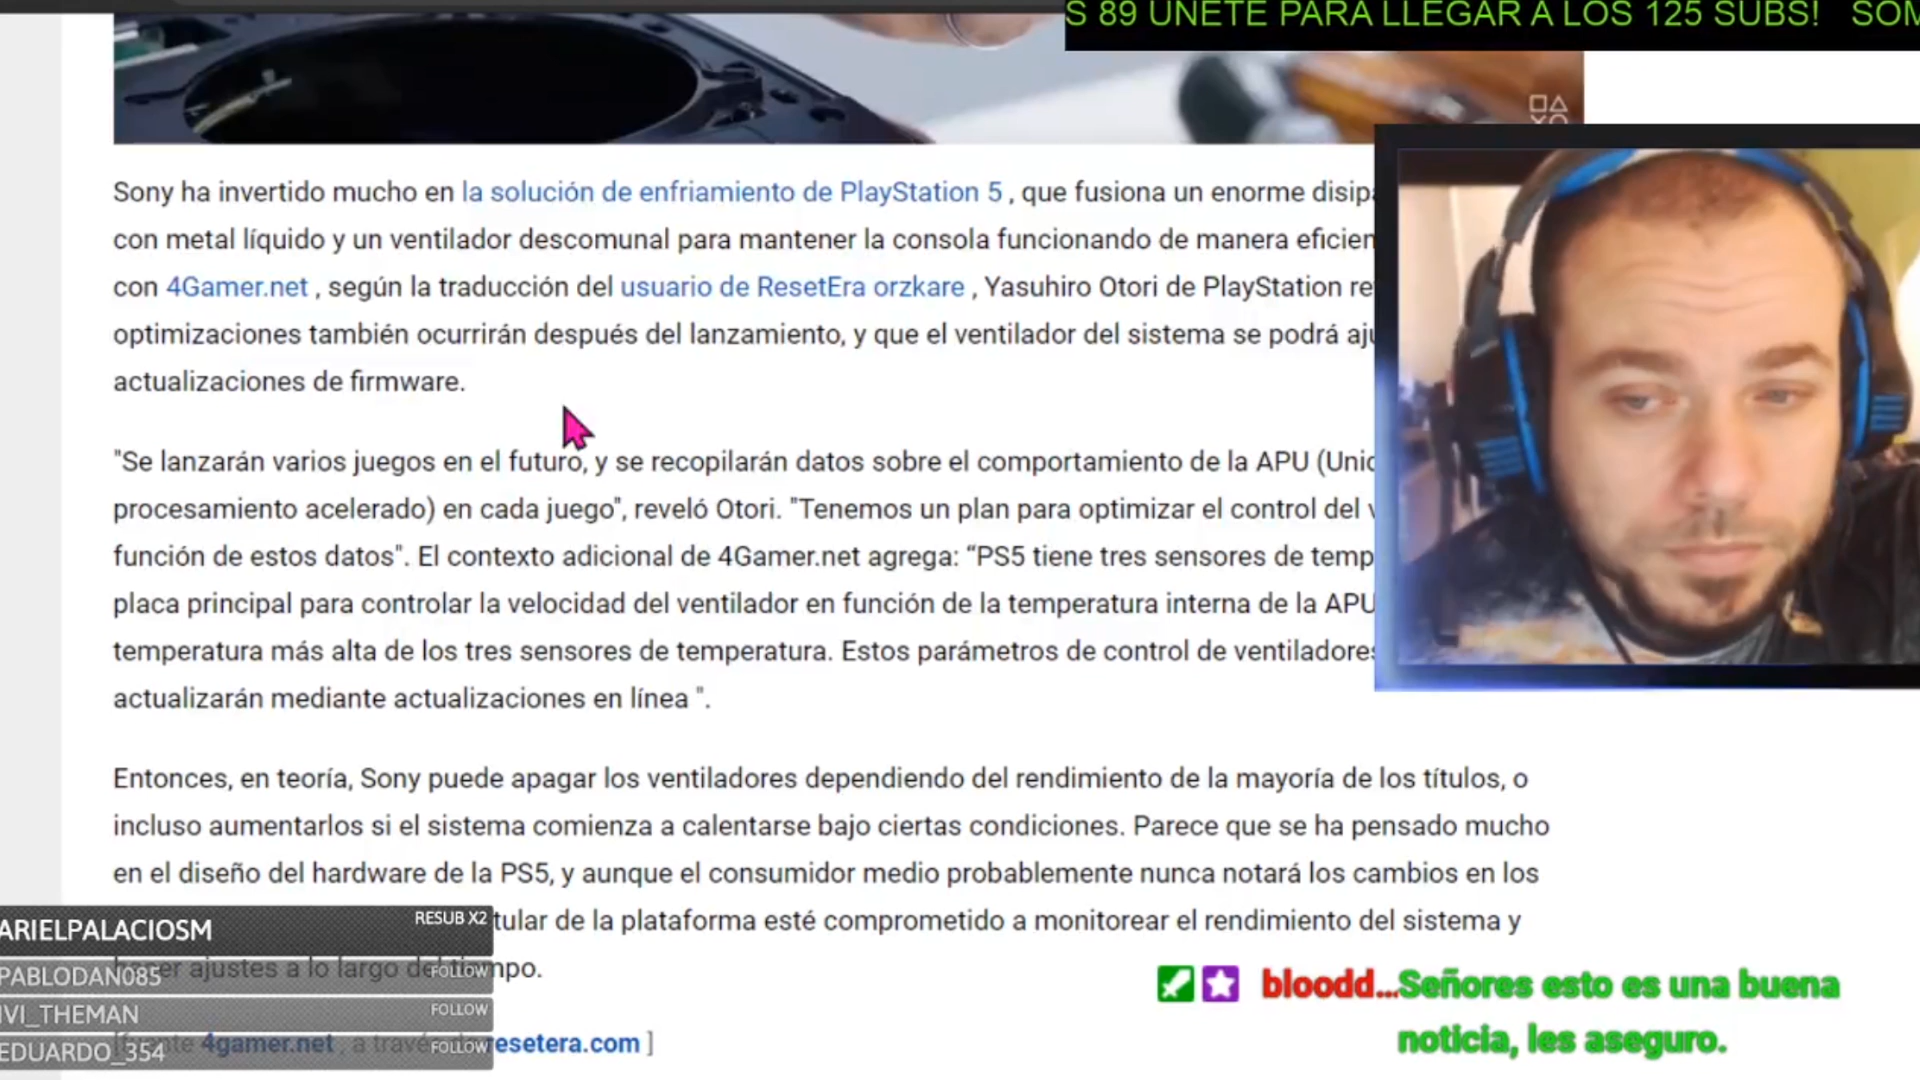 S 89 UNETE PARA LLEGAR A LOS 125 SUBS! SOM
Sony ha invertido mucho en la solución de enfriamiento de PlayStation 5 , que fusiona un enorme
con metal líquido y un ventilador descomunal para mantener la consola funcionando de manera
con 4Gamer.net , según la traducción del usuario de ResetEra orzkare , Yasuhiro Otori de PlayStation
optimizaciones también ocurrirán después del lanzamiento, y que el ventilador del sistema se podrá
actualizaciones de firmware.
"Se lanzarán varios juegos en el futuro, y se recopilarán datos sobre el comportamiento de la APU
procesamiento acelerado) en cada juego", reveló Otori. "Tenemos un plan para optimizar el control del
función de estos datos". El contexto adicional de 4Gamer.net agrega: “PS5 tiene tres sensores de
placa principal para controlar la velocidad del ventilador en función de la temperatura interna de la APU
temperatura más alta de los tres sensores de temperatura. Estos parámetros de control de ventiladores
actualizarán mediante actualizaciones en línea ".
Entonces, en teoría, Sony puede apagar los ventiladores dependiendo del rendimiento de la mayoría de los títulos, o
incluso aumentarlos si el sistema comienza a calentarse bajo ciertas condiciones. Parece que se ha pensado mucho
en el diseño del hardware de la PS5, y aunque el consumidor medio probablemente nunca notará los cambios en los
tular de la plataforma esté comprometido a monitorear el rendimiento del sistema y
ajustes a lo largo del tiempo.
4gamer.net , a través resetera.com ]
ARIELPALACIOSM RESUB X2
PABLODAN085 FOLLOW
IVI_THEMAN FOLLOW
EDUARDO_354 FOLLOW
bloodd...Señores esto es una buena
noticia, les aseguro.